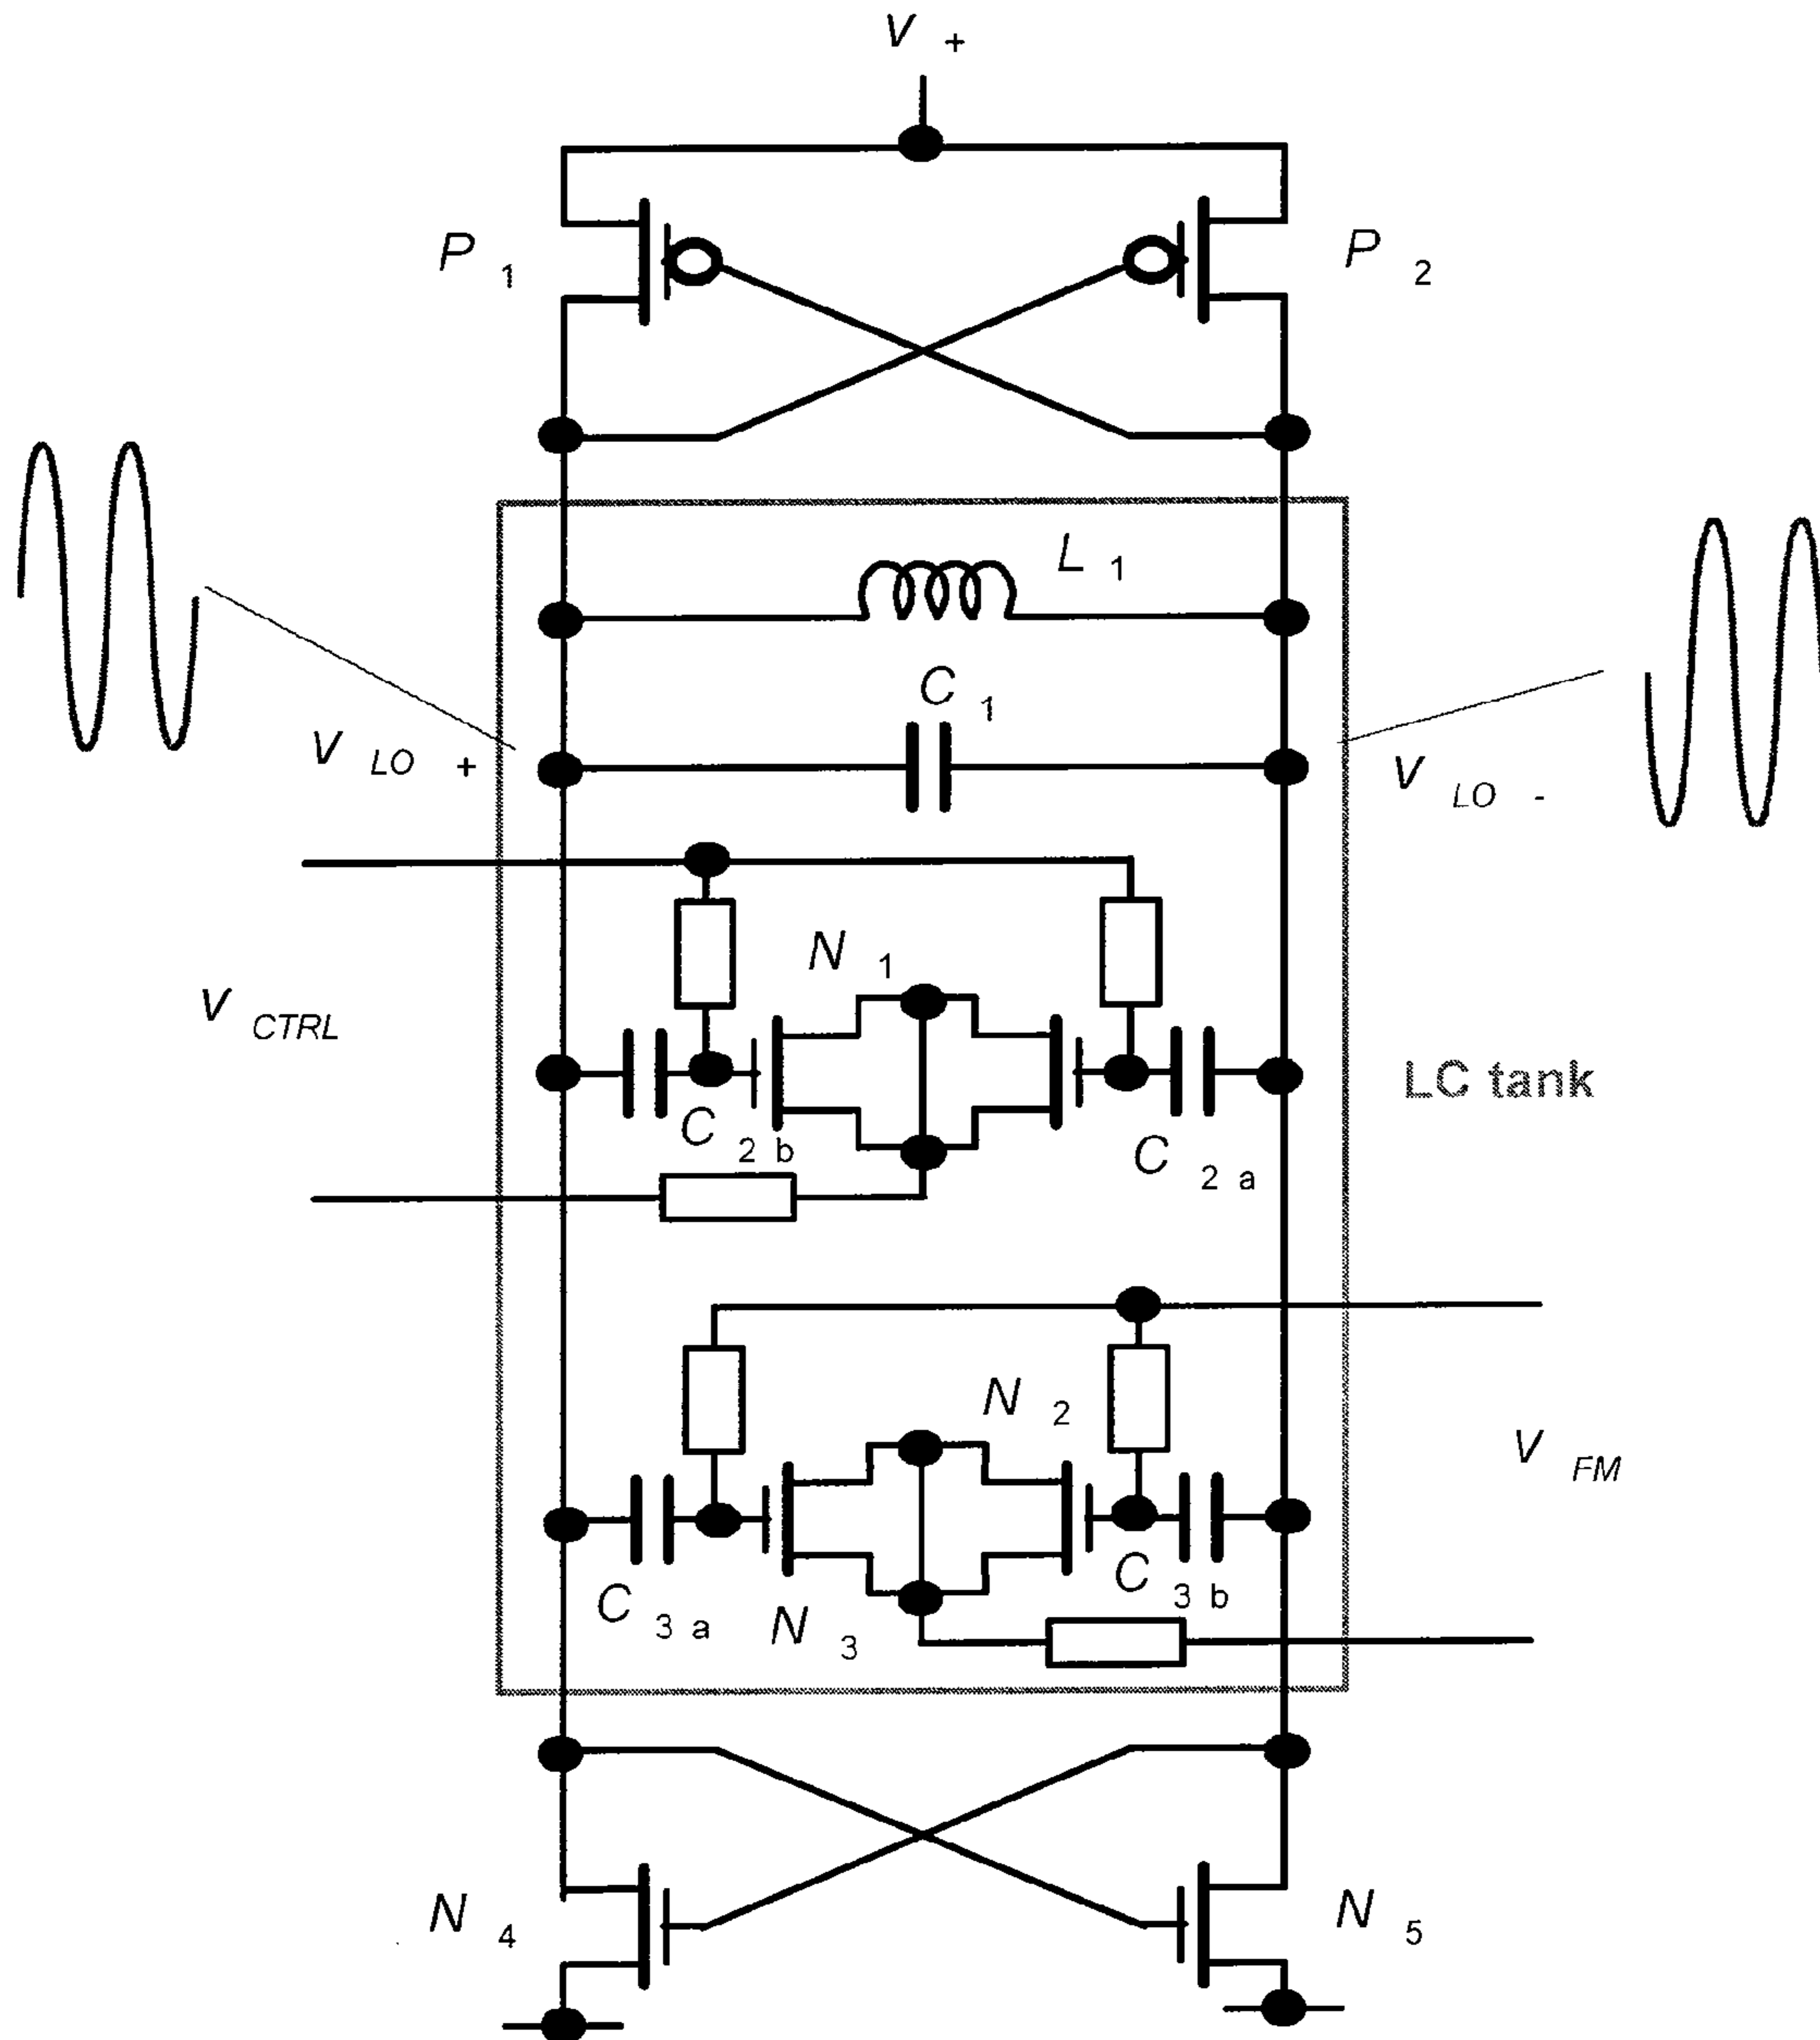 V +
P 1
P 2
L 1
C 1
V LO +
V LO -
N 1
V CTRL
LC tank
C 2 b
C 2 a
N 2
V FM
C 3 a
N 3
C 3 b
N 4
N 5